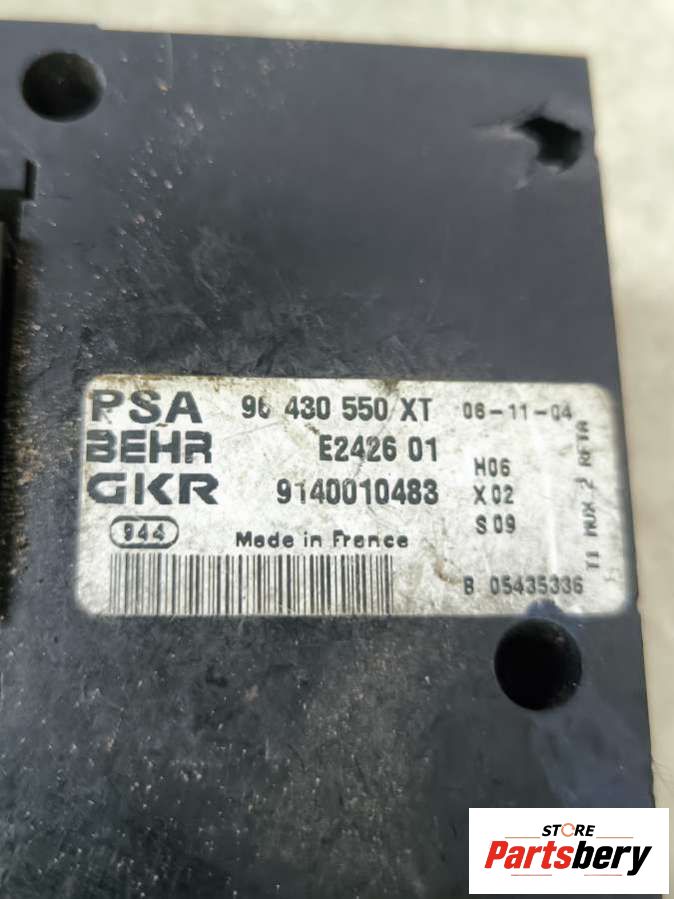 PSA 96 430 550 XT 06-11-04
BEHR E2426 01
GKR 9140010483
H06
X02
S09
944
Made in France
B 05435336
T1 MUX 2 RFTA
STORE
Partsbery